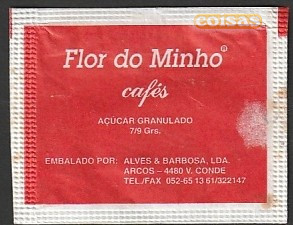 coisas
Flor do Minho®
cafés
AÇÚCAR GRANULADO
7/9 Grs.
EMBALADO POR: ALVES & BARBOSA, LDA.
ARCOS – 4480 V. CONDE
TEL./FAX 052-65 13 61/322147